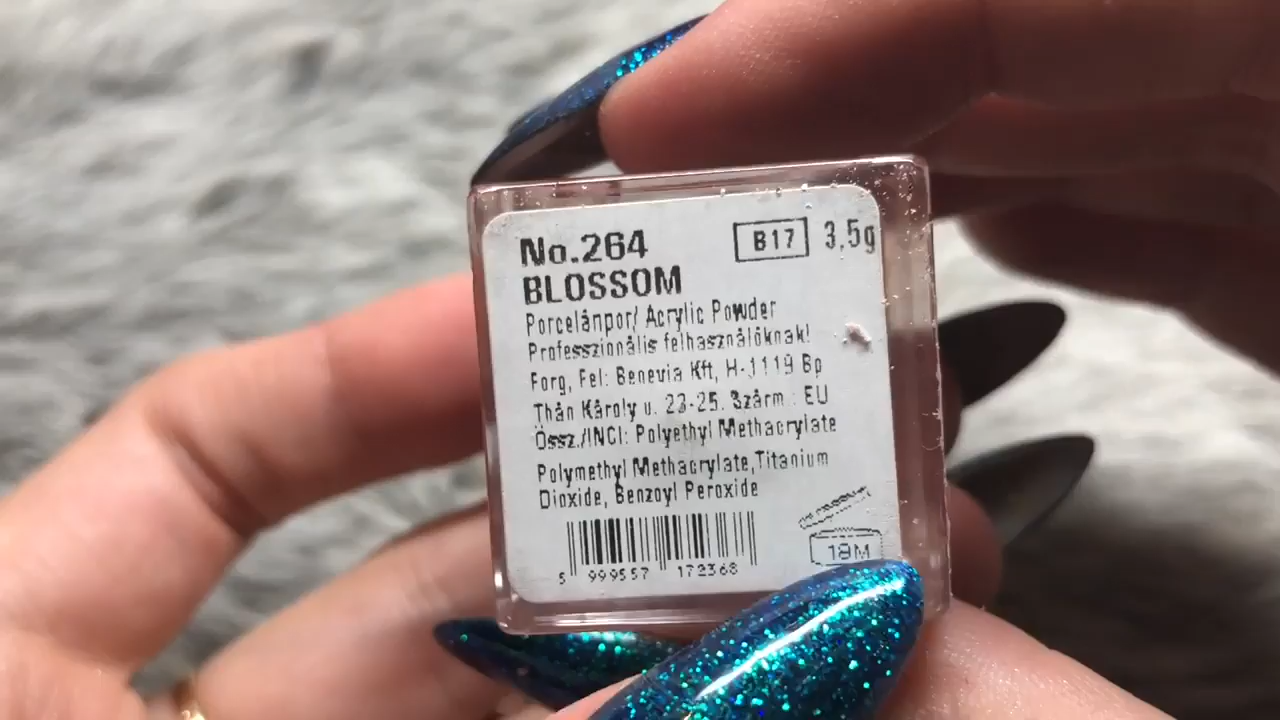 No.264 B17 3,5g
BLOSSOM
Porcelánpor/ Acrylic Powder
Professzionális felhasználóknak!
Forg, Fel: Benevia Kft, H-1119 Bp
Thán Károly u. 23-25. Szárm.: EU
Össz./INCI: Polyethyl Methacrylate
Polymethyl Methacrylate,Titanium
Dioxide, Benzoyl Peroxide
18M
5 999557 172368